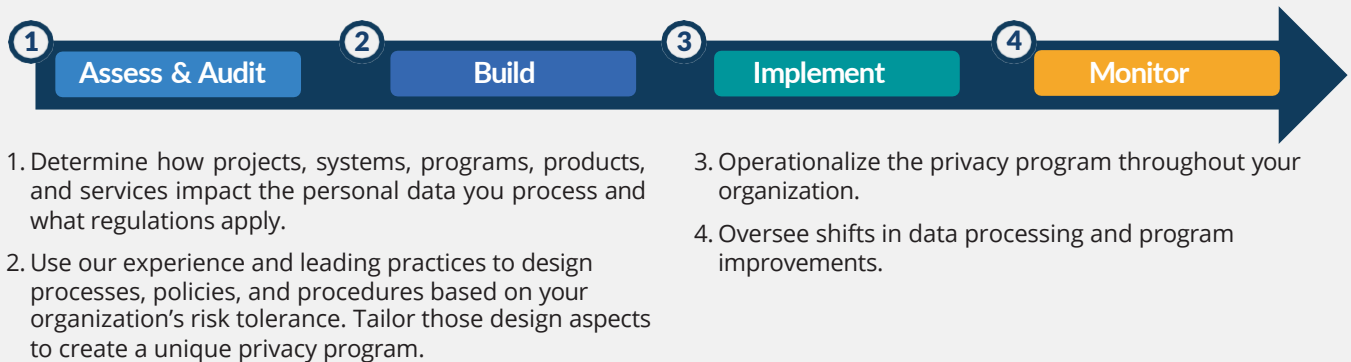 1
Assess & Audit
2
Build
3
Implement
4
Monitor
1. Determine how projects, systems, programs, products,
and services impact the personal data you process and
what regulations apply.
2. Use our experience and leading practices to design
processes, policies, and procedures based on your
organization’s risk tolerance. Tailor those design aspects
to create a unique privacy program.
3. Operationalize the privacy program throughout your
organization.
4. Oversee shifts in data processing and program
improvements.